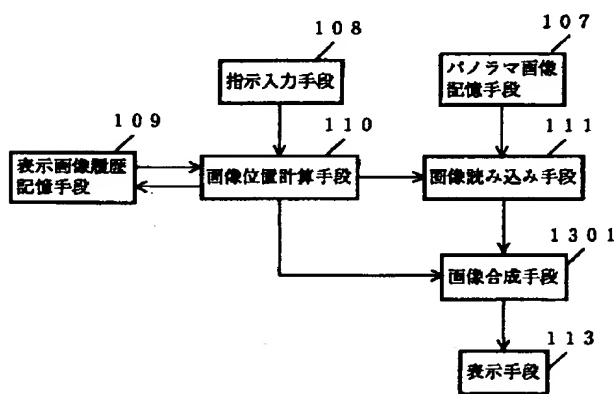 108
指示入力手段
107
パノラマ画像
記憶手段
109
表示画像履歴
記憶手段
110
画像位置計算手段
111
画像読み込み手段
1301
画像合成手段
113
表示手段